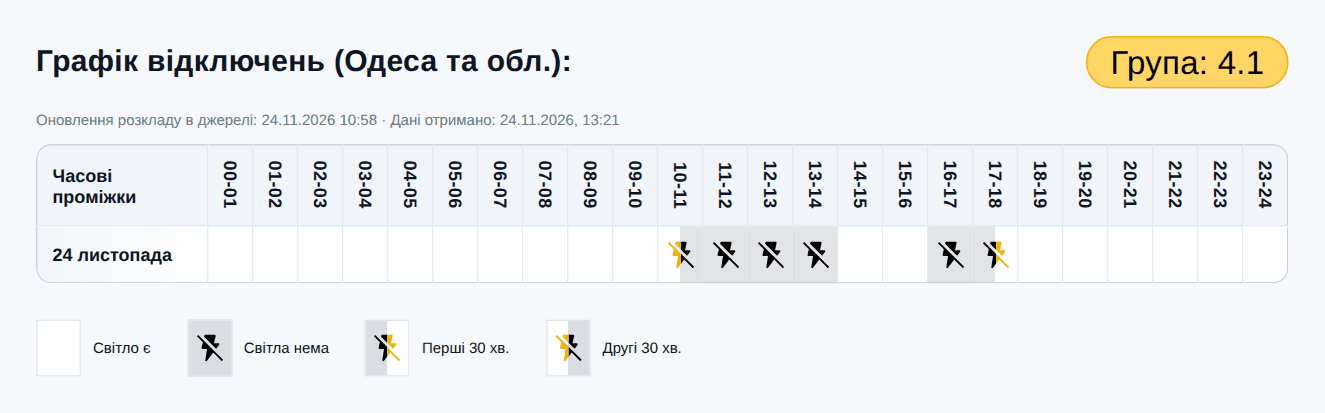 Графік відключень (Одеса та обл.):
Група: 4.1
Оновлення розкладу в джерелі: 24.11.2026 10:58 · Дані отримано: 24.11.2026, 13:21
Часові
проміжки
00-01
01-02
02-03
03-04
04-05
05-06
06-07
07-08
08-09
09-10
10-11
11-12
12-13
13-14
14-15
15-16
16-17
17-18
18-19
19-20
20-21
21-22
22-23
23-24
24 листопада
Світло є
Світла нема
Перші 30 хв.
Другі 30 хв.